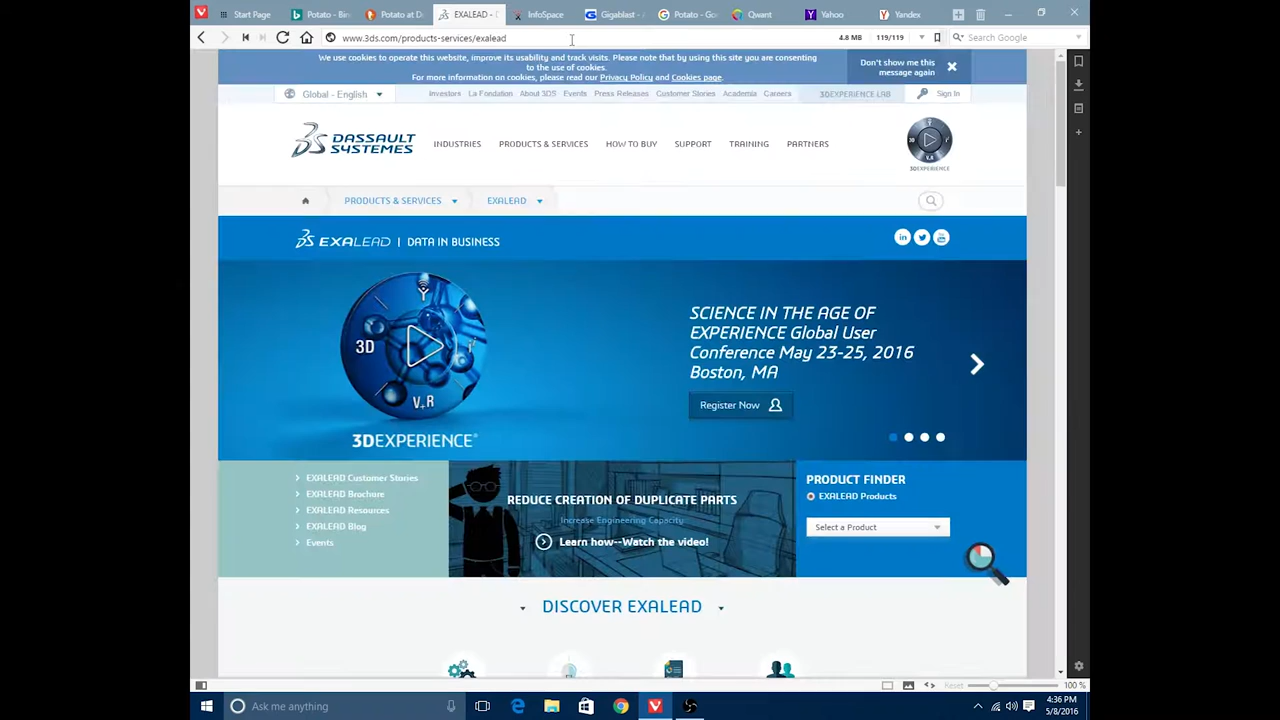 Start Page
Potato - Bin
Potato at D
EXALEAD -
InfoSpace
Gigablast -
Potato - Go
Qwant
Yahoo
Yandex
www.3ds.com/products-services/exalead
4.8 MB
119/119
Search Google
We use cookies to operate this website, improve its usability and track visits. Please note that by using this site you are consenting
to the use of cookies.
For more information on cookies, please read our Privacy Policy and Cookies page.
Don't show me this
message again
Global - English
Investors
La Fondation
About 3DS
Events
Press Releases
Customer Stories
Academia
Careers
3DEXPERIENCE LAB
Sign In
DASSAULT
SYSTEMES
INDUSTRIES
PRODUCTS & SERVICES
HOW TO BUY
SUPPORT
TRAINING
PARTNERS
3DEXPERIENCE
PRODUCTS & SERVICES
EXALEAD
EXALEAD | DATA IN BUSINESS
in
3D
V+R
3DEXPERIENCE®
SCIENCE IN THE AGE OF
EXPERIENCE Global User
Conference May 23-25, 2016
Boston, MA
Register Now
EXALEAD Customer Stories
EXALEAD Brochure
EXALEAD Resources
EXALEAD Blog
Events
REDUCE CREATION OF DUPLICATE PARTS
Increase Engineering Capacity
Learn how--Watch the video!
PRODUCT FINDER
EXALEAD Products
Select a Product
DISCOVER EXALEAD
Reset
100 %
Ask me anything
4:36 PM
5/8/2016